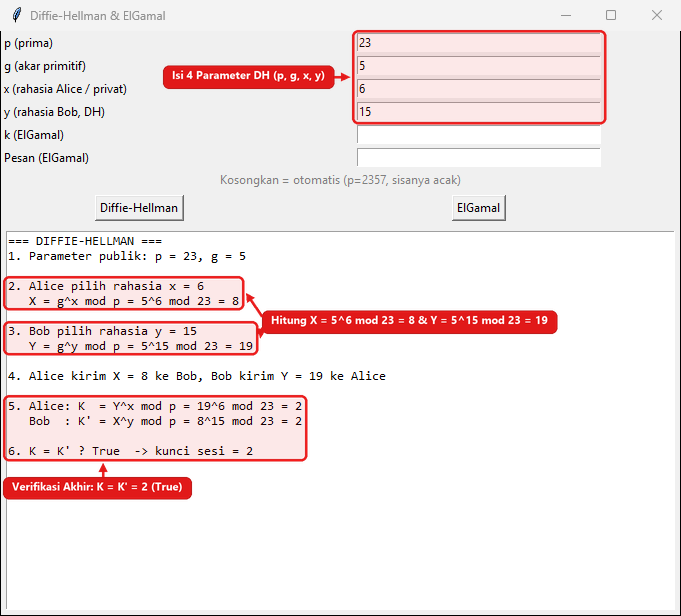 Diffie-Hellman & ElGamal
p (prima) 23
g (akar primitif) 5
Isi 4 Parameter DH (p, g, x, y)
x (rahasia Alice / privat) 6
y (rahasia Bob, DH) 15
k (ElGamal)
Pesan (ElGamal)
Kosongkan = otomatis (p=2357, sisanya acak)
Diffie-Hellman ElGamal
=== DIFFIE-HELLMAN ===
1. Parameter publik: p = 23, g = 5
2. Alice pilih rahasia x = 6
X = g^x mod p = 5^6 mod 23 = 8
Hitung X = 5^6 mod 23 = 8 & Y = 5^15 mod 23 = 19
3. Bob pilih rahasia y = 15
Y = g^y mod p = 5^15 mod 23 = 19
4. Alice kirim X = 8 ke Bob, Bob kirim Y = 19 ke Alice
5. Alice: K  = Y^x mod p = 19^6 mod 23 = 2
Bob  : K' = X^y mod p = 8^15 mod 23 = 2
6. K = K' ? True  -> kunci sesi = 2
Verifikasi Akhir: K = K' = 2 (True)